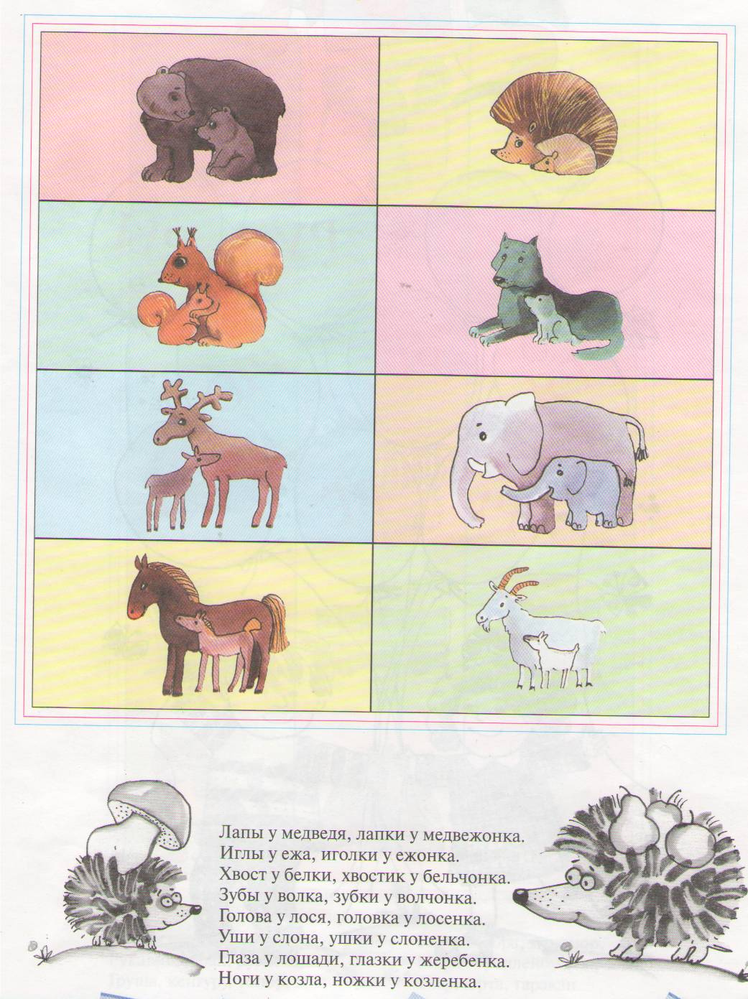 Лапы у медведя, лапки у медвежонка.
Иглы у ежа, иголки у ежонка.
Хвост у белки, хвостик у бельчонка.
Зубы у волка, зубки у волчонка.
Голова у лося, головка у лосенка.
Уши у слона, ушки у слоненка.
Глаза у лошади, глазки у жеребенка.
Ноги у козла, ножки у козленка.